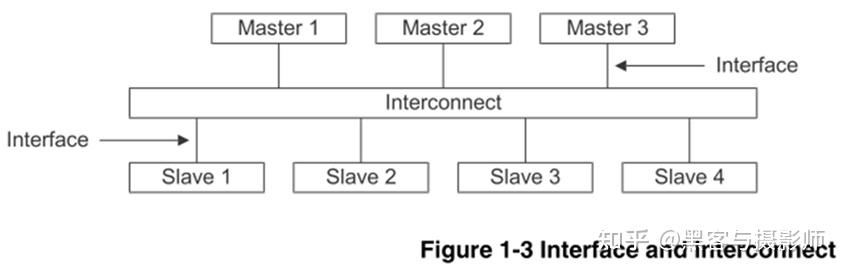 Master 1
Master 2
Master 3
Interface
Interconnect
Interface
Slave 1
Slave 2
Slave 3
Slave 4
知乎 @黑客与摄影师
Figure 1-3 Interface and interconnect